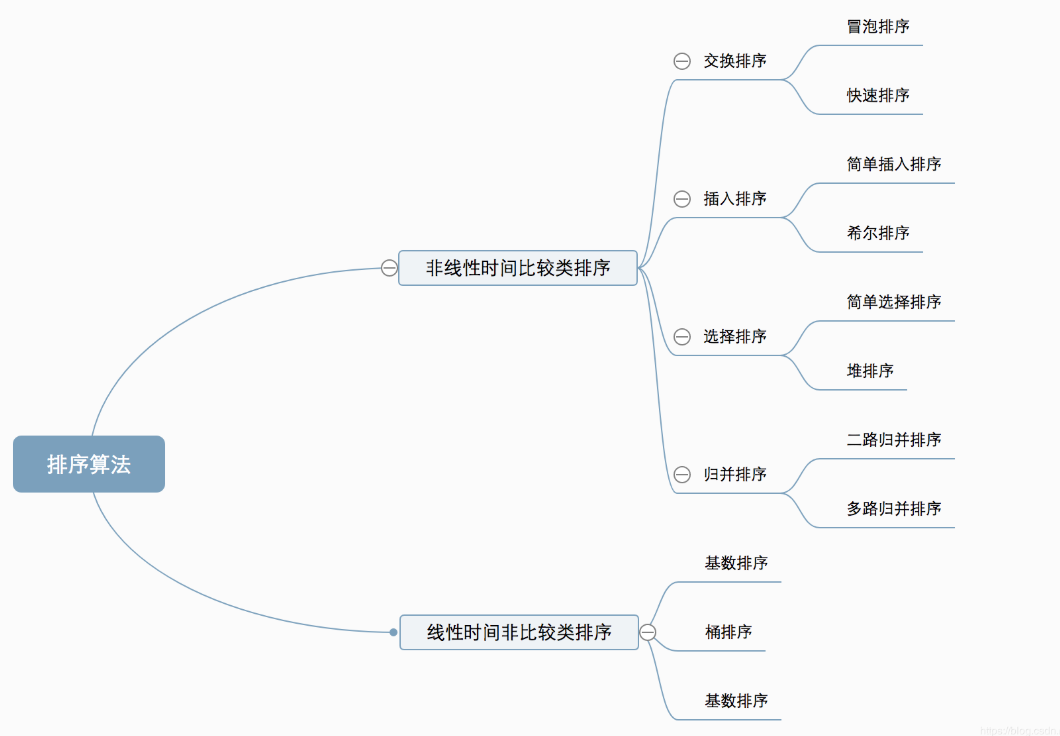 冒泡排序
交换排序
快速排序
简单插入排序
插入排序
希尔排序
非线性时间比较类排序
简单选择排序
选择排序
堆排序
排序算法
二路归并排序
归并排序
多路归并排序
基数排序
线性时间非比较类排序
桶排序
基数排序